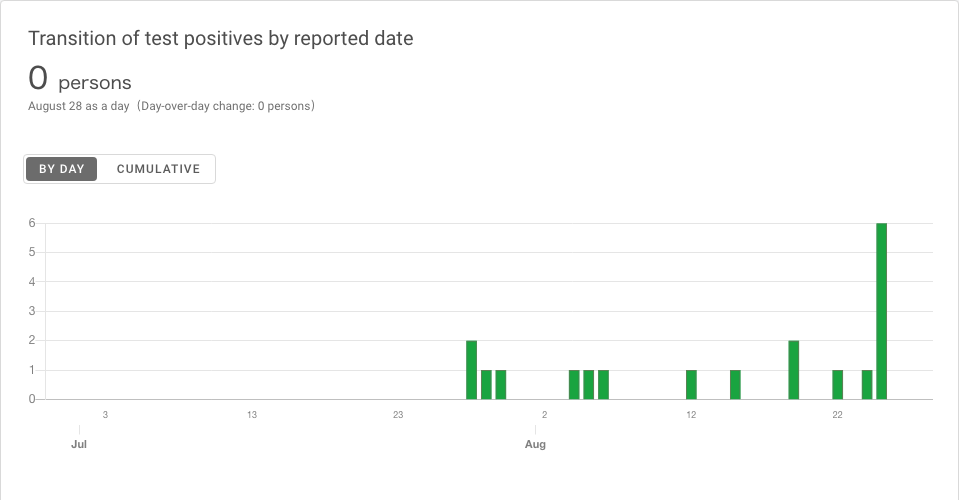 Transition of test positives by reported date
0 persons
August 28 as a day (Day-over-day change: 0 persons)
BY DAY CUMULATIVE
6
5
4
3
2
1
0
3 13 23 2 12 22
Jul Aug